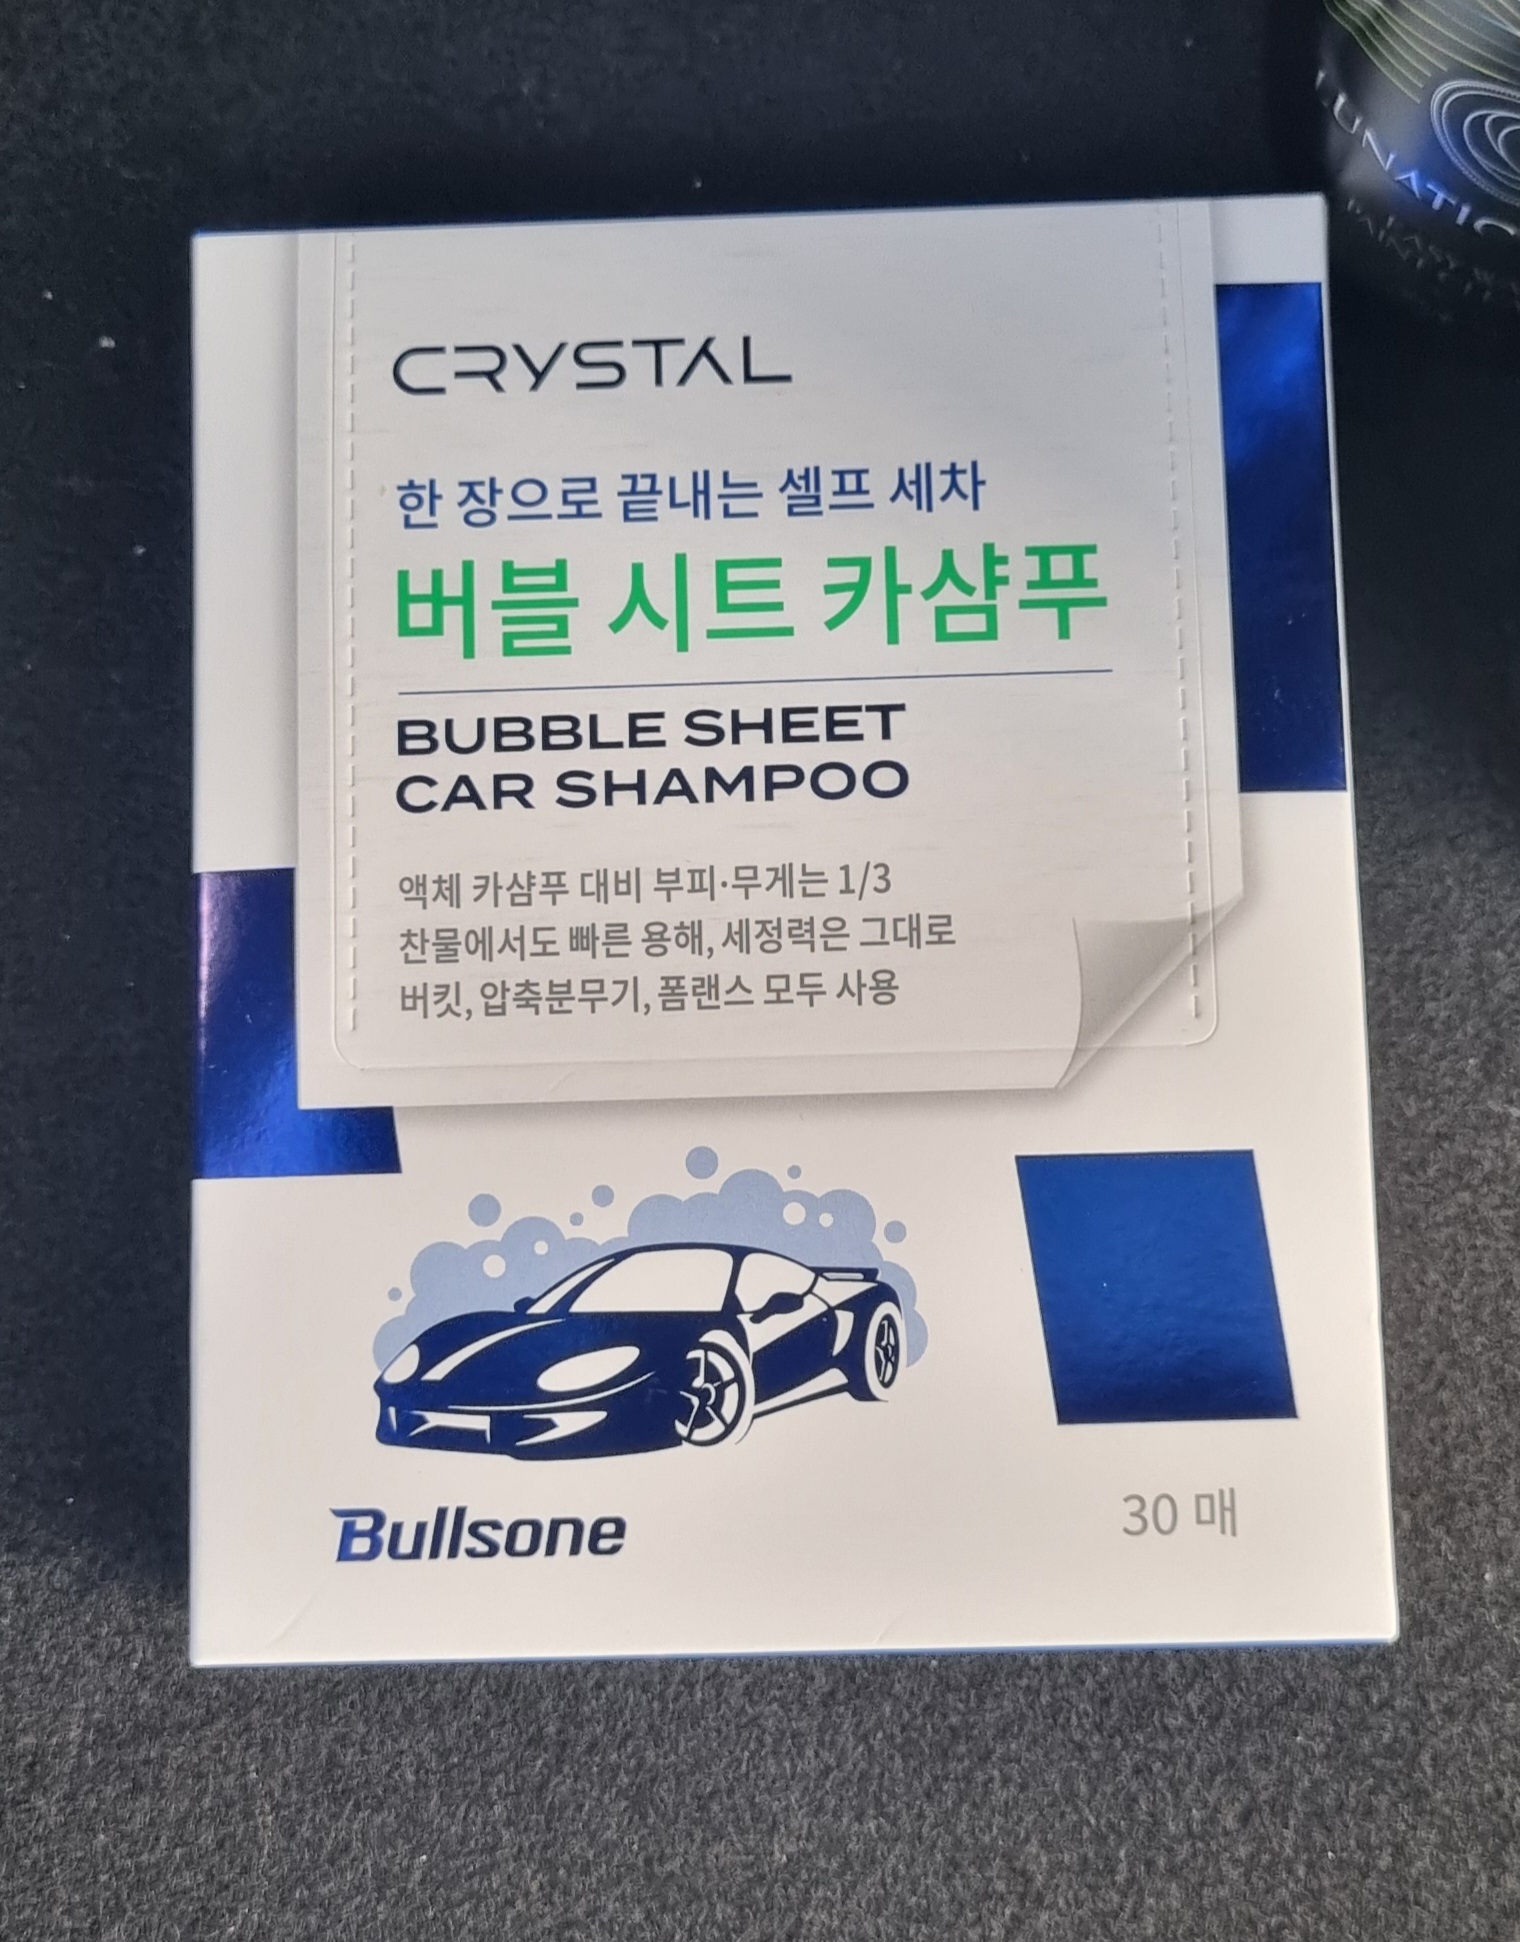 CRYSTAL
한 장으로 끝내는 셀프 세차
버블 시트 카샴푸
BUBBLE SHEET
CAR SHAMPOO
액체 카샴푸 대비 부피·무게는 1/3
찬물에서도 빠른 용해, 세정력은 그대로
버킷, 압축분무기, 폼랜스 모두 사용
Bullsone
30 매